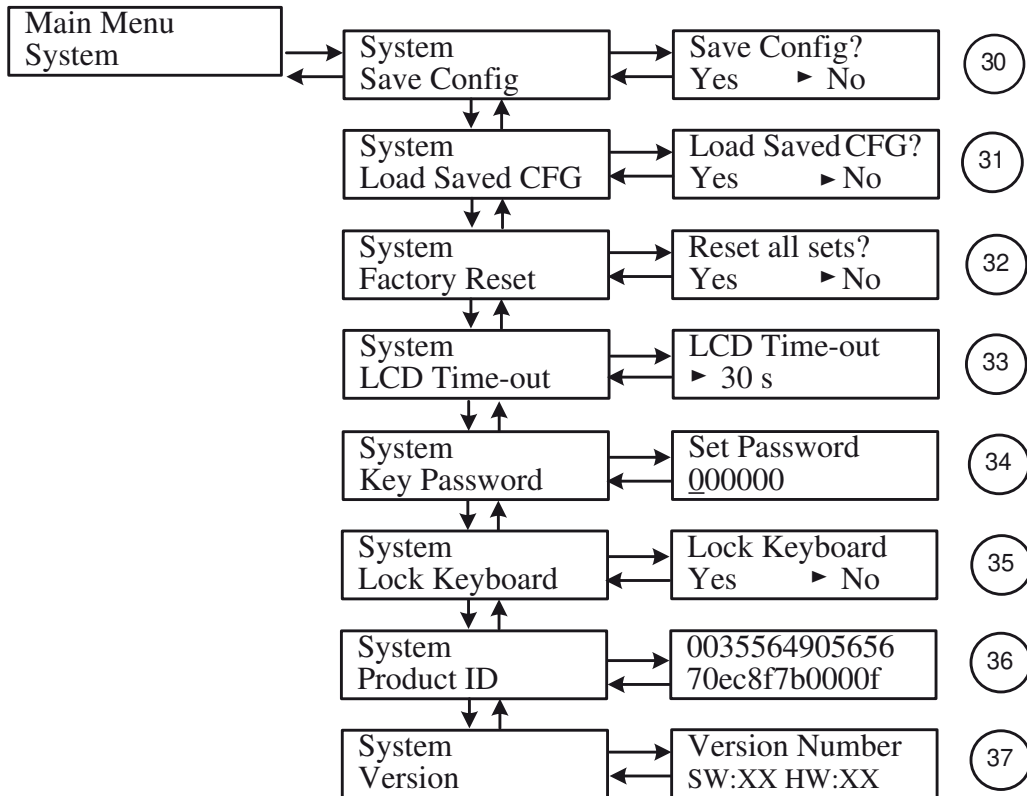 Main Menu
System
System
Save Config
Save Config?
Yes ► No
30
System
Load Saved CFG
Load Saved CFG?
Yes ► No
31
System
Factory Reset
Reset all sets?
Yes ► No
32
System
LCD Time-out
LCD Time-out
► 30 s
33
System
Key Password
Set Password
000000
34
System
Lock Keyboard
Lock Keyboard
Yes ► No
35
System
Product ID
0035564905656
70ec8f7b0000f
36
System
Version
Version Number
SW:XX HW:XX
37